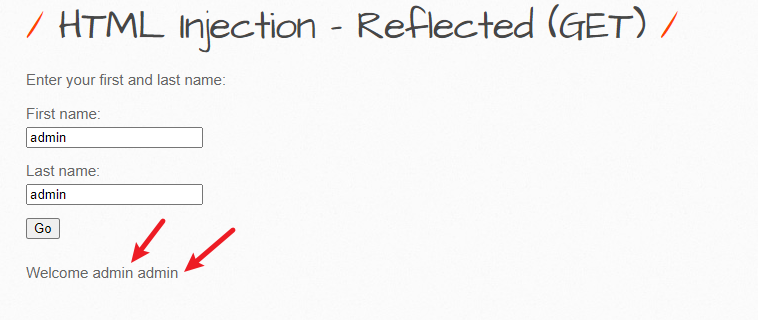 / HTML Injection - Reflected (GET) /
Enter your first and last name:
First name:
admin
Last name:
admin
Go
Welcome admin admin